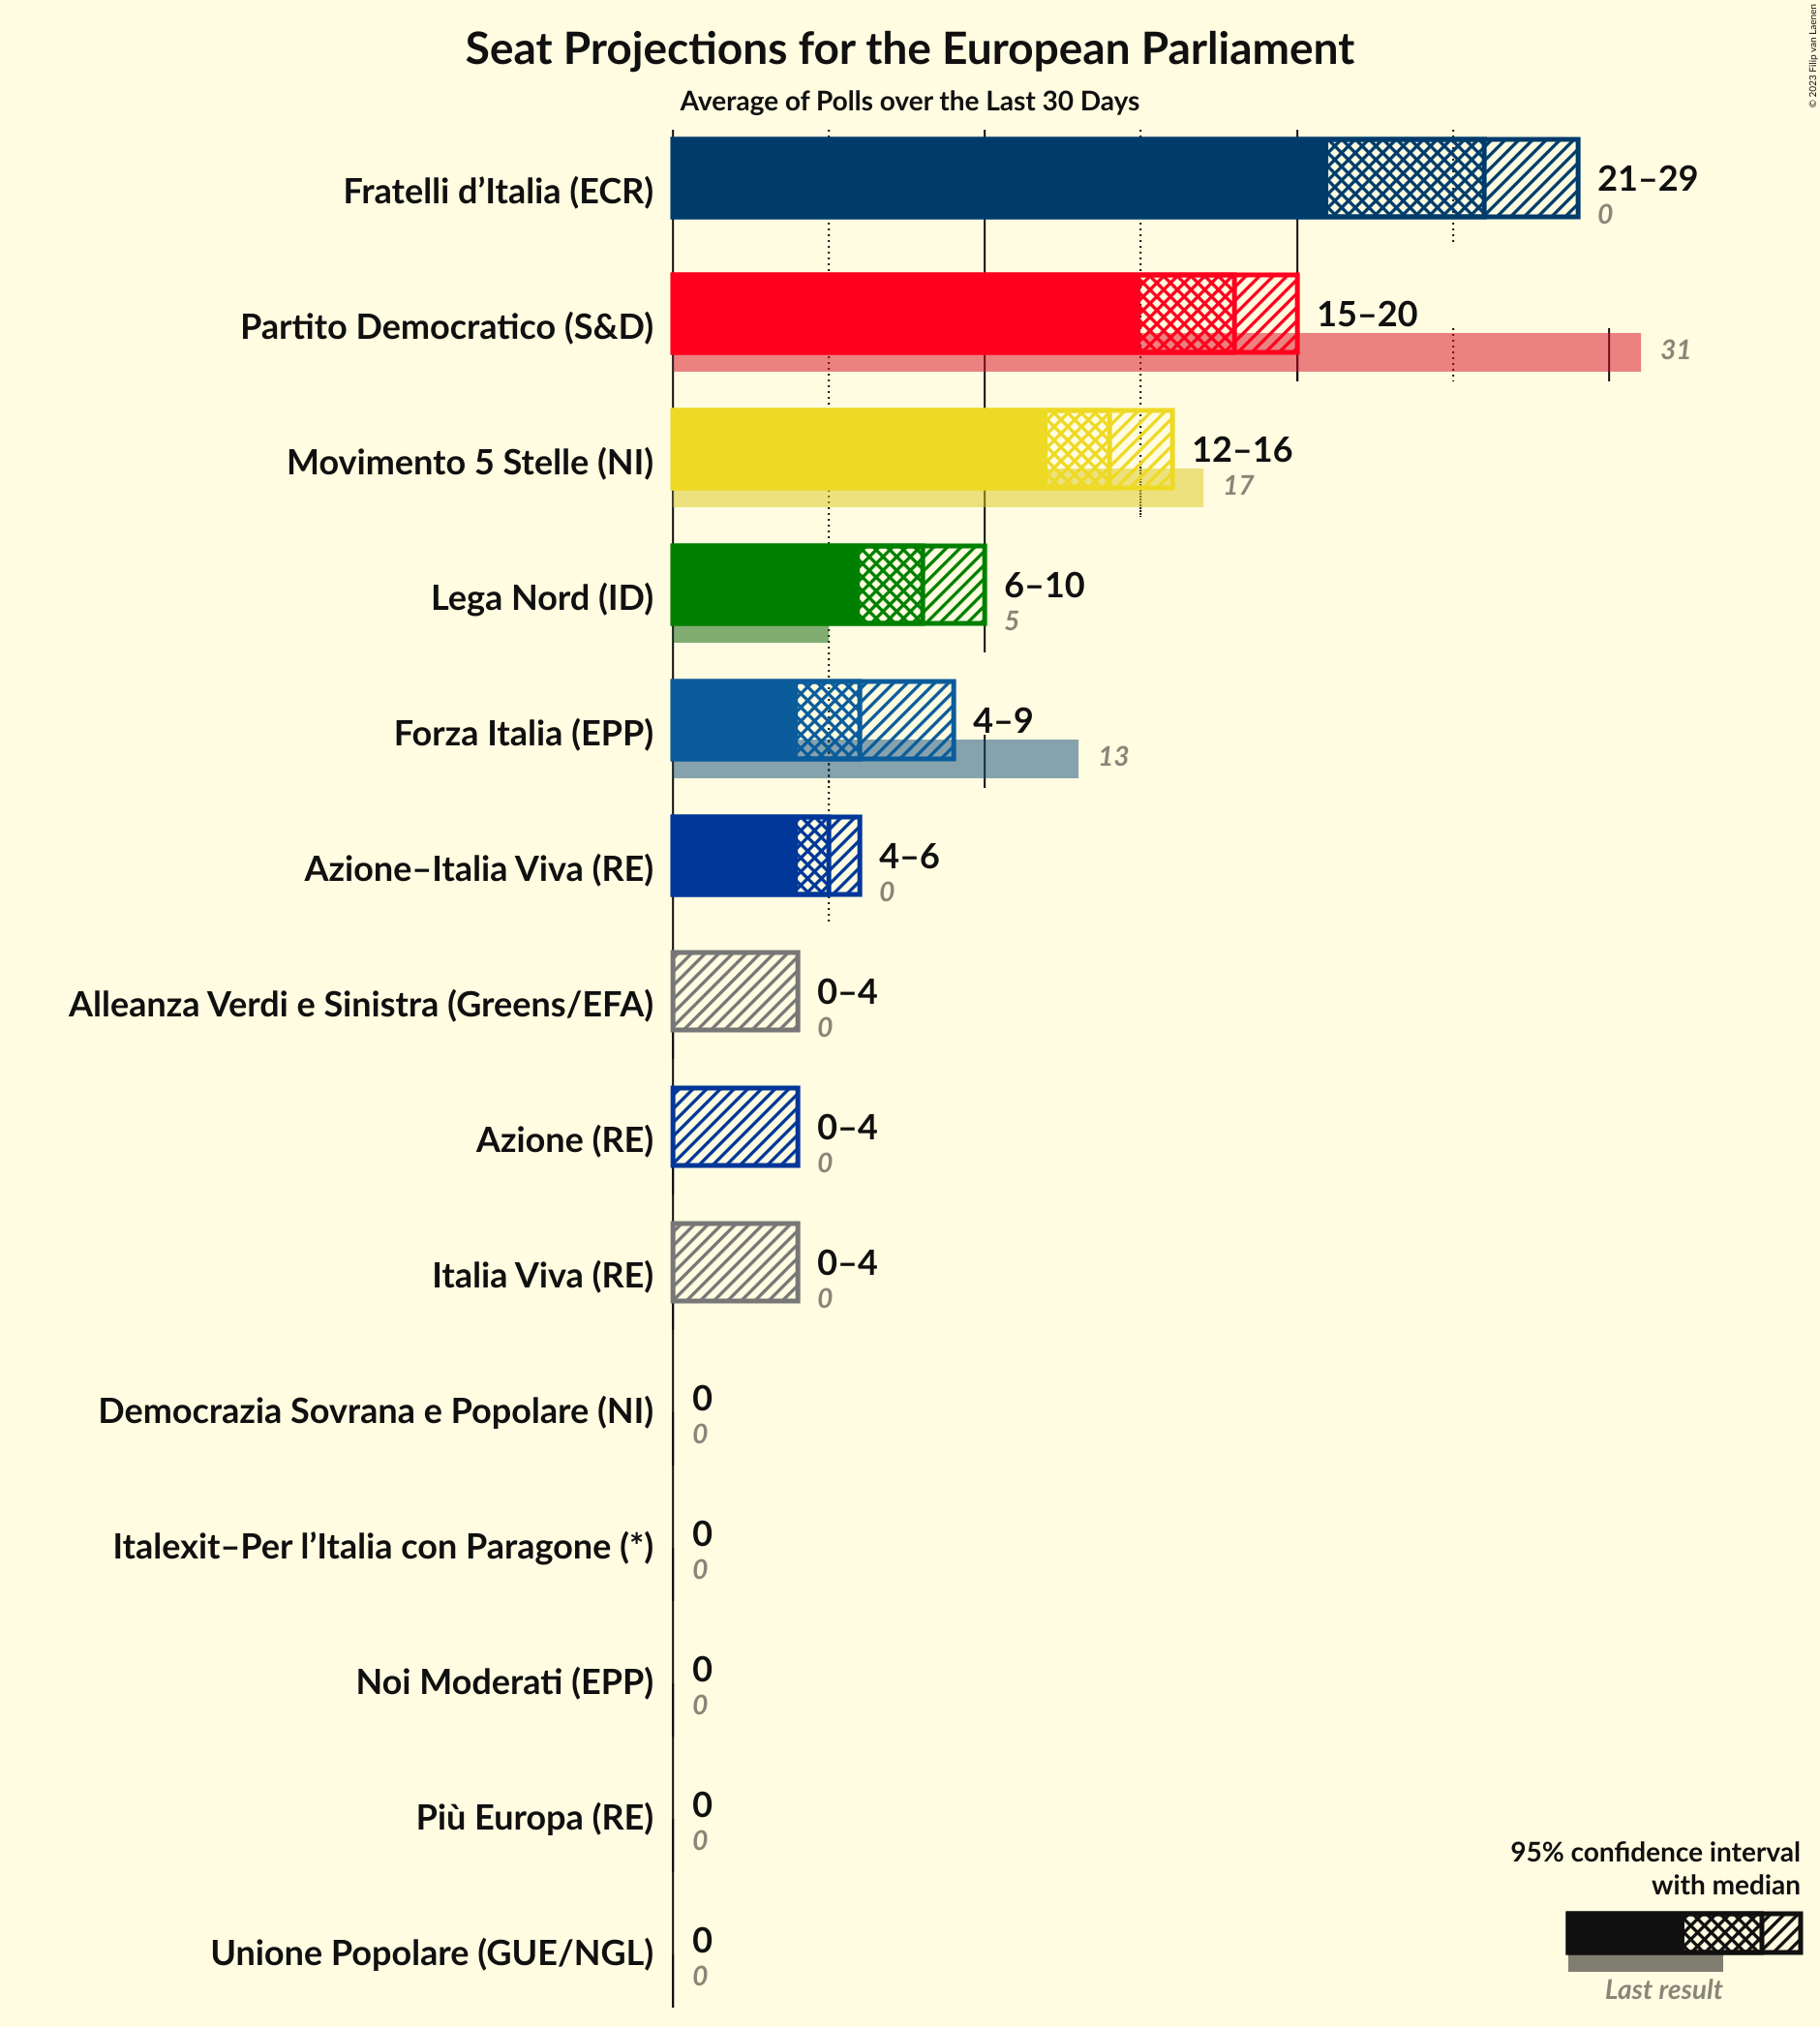 © 2023 Filip van Laenen
Seat Projections for the European Parliament
Average of Polls over the Last 30 Days
Fratelli d’Italia (ECR)
21–29
0
Partito Democratico (S&D)
15–20
31
Movimento 5 Stelle (NI)
12–16
17
Lega Nord (ID)
6–10
5
Forza Italia (EPP)
4–9
13
Azione–Italia Viva (RE)
4–6
0
Alleanza Verdi e Sinistra (Greens/EFA)
0–4
0
Azione (RE)
0–4
0
Italia Viva (RE)
0–4
0
Democrazia Sovrana e Popolare (NI)
0
0
Italexit–Per l’Italia con Paragone (*)
0
0
Noi Moderati (EPP)
0
0
Più Europa (RE)
0
0
Unione Popolare (GUE/NGL)
0
0
95% confidence interval
with median
Last result